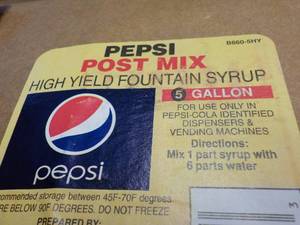 B660-5HY
PEPSI
POST MIX
HIGH YIELD FOUNTAIN SYRUP
5 GALLON
FOR USE ONLY IN
PEPSI-COLA IDENTIFIED
DISPENSERS &
VENDING MACHINES
Directions:
Mix 1 part syrup with
6 parts water
pepsi
ommended storage between 45F-70F degrees
RE BELOW 90F DEGREES. DO NOT FREEZE
PREPARED BY:
3